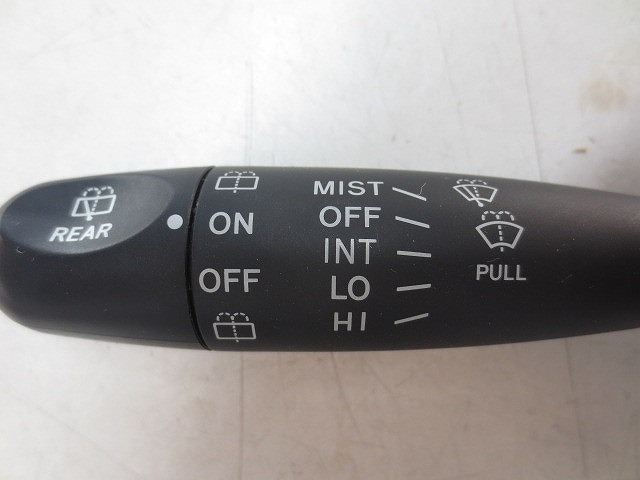 REAR
ON
OFF
MIST
OFF
INT
LO
HI
PULL